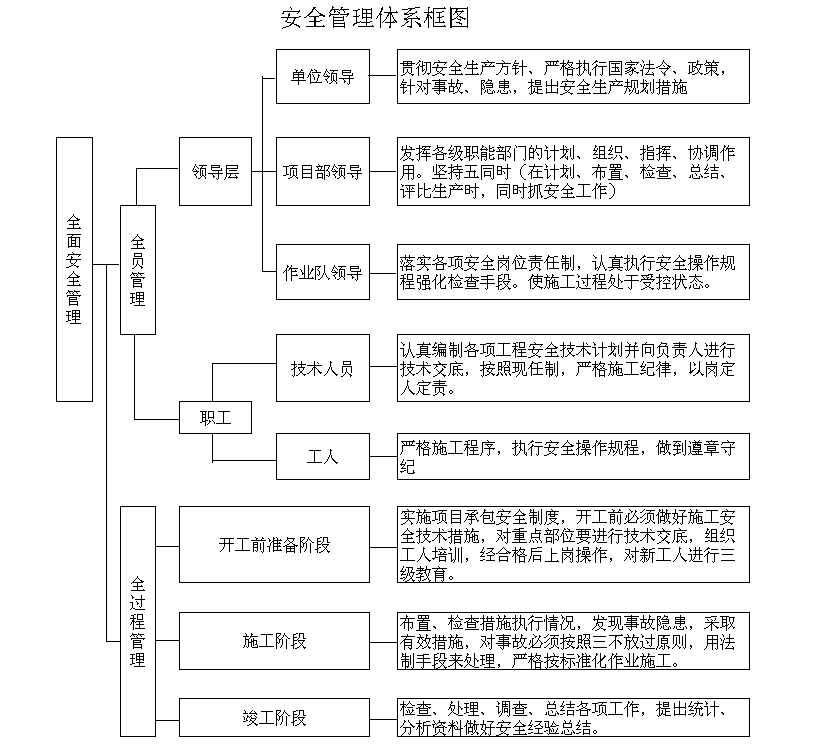 安全管理体系框图
单位领导
贯彻安全生产方针、严格执行国家法令、政策，
针对事故、隐患，提出安全生产规划措施
全面安全管理
全员管理
领导层
项目部领导
发挥各级职能部门的计划、组织、指挥、协调作
用。坚持五同时（在计划、布置、检查、总结、
评比生产时，同时抓安全工作）
作业队领导
落实各项安全岗位责任制，认真执行安全操作规
程强化检查手段。使施工过程处于受控状态。
技术人员
认真编制各项工程安全技术计划并向负责人进行
技术交底，按照现任制，严格施工纪律，以岗定
人定责。
职工
工人
严格施工程序，执行安全操作规程，做到遵章守
纪
全过程管理
开工前准备阶段
实施项目承包安全制度，开工前必须做好施工安
全技术措施，对重点部位要进行技术交底，组织
工人培训，经合格后上岗操作，对新工人进行三
级教育。
施工阶段
布置、检查措施执行情况，发现事故隐患，采取
有效措施，对事故必须按照三不放过原则，用法
制手段来处理，严格按标准化作业施工。
竣工阶段
检查、处理、调查、总结各项工作，提出统计、
分析资料做好安全经验总结。